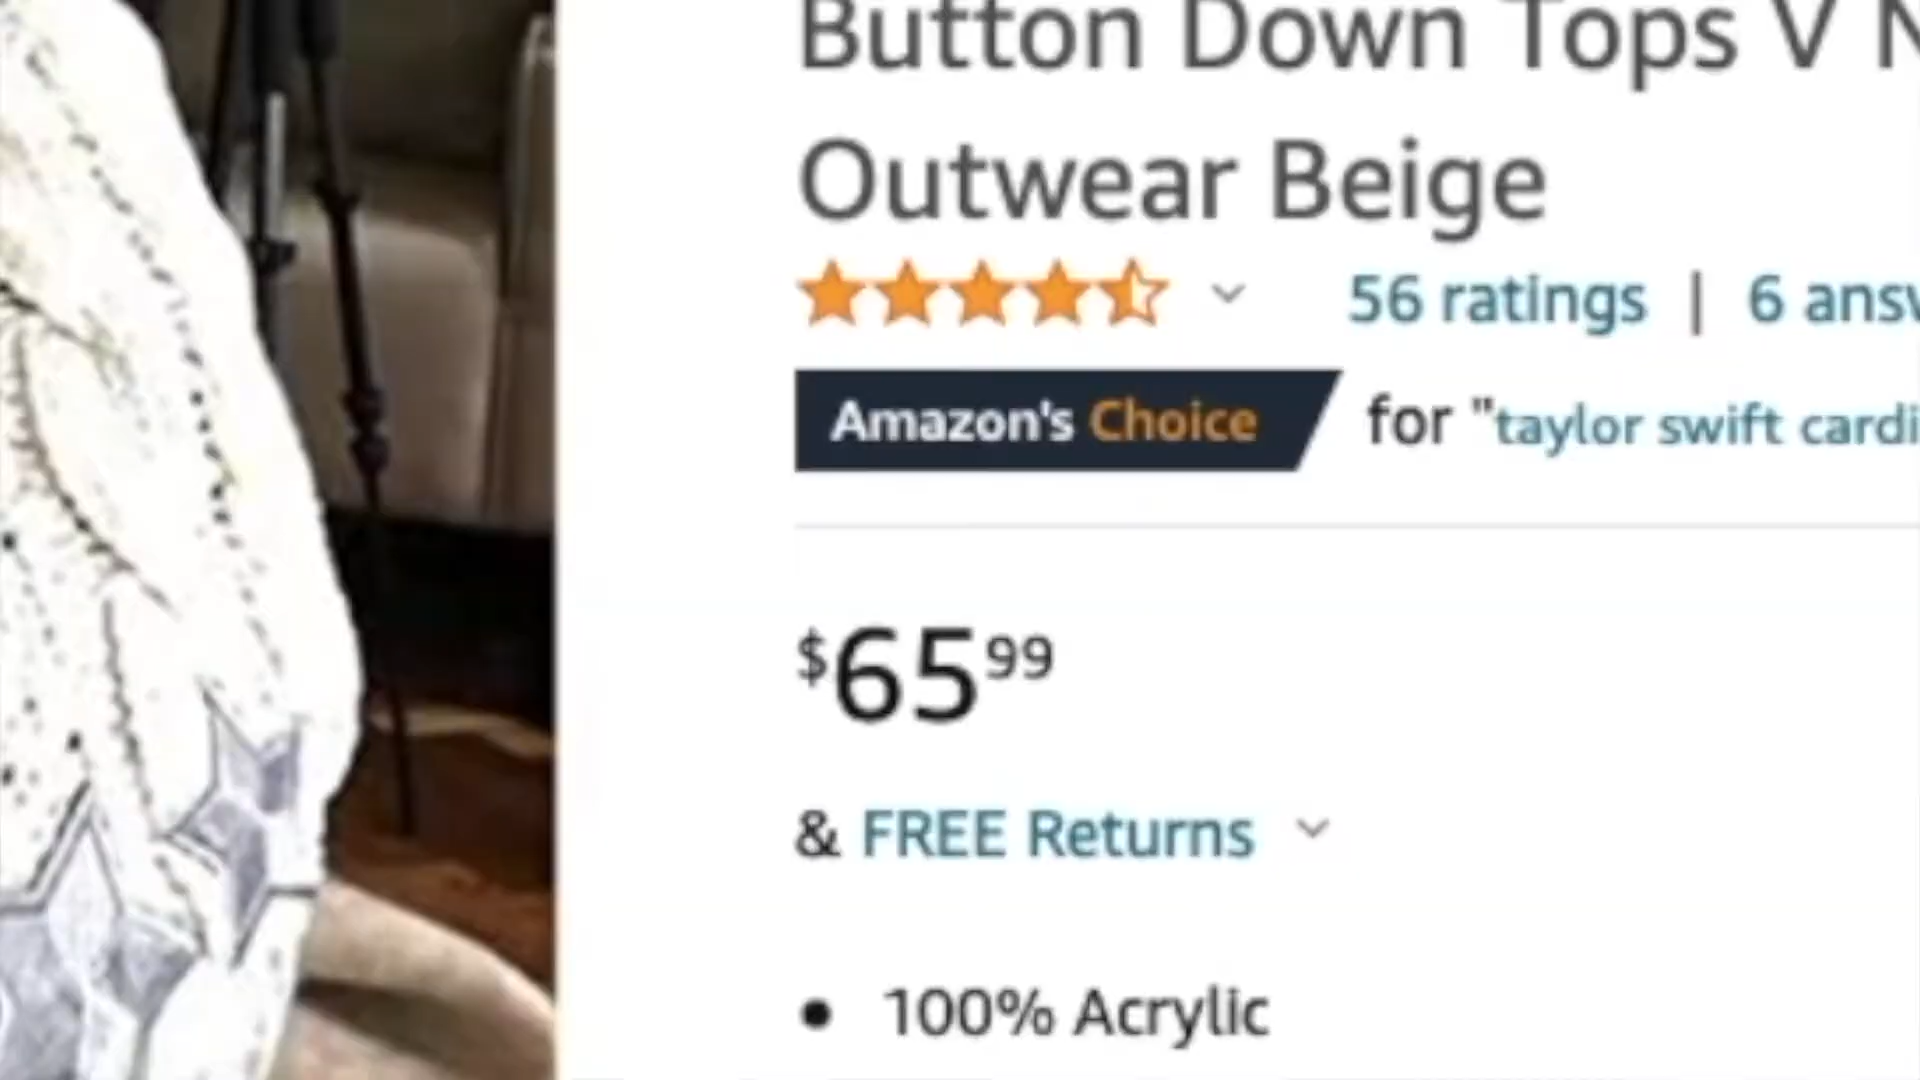 Button Down Tops V
Outwear Beige
56 ratings | 6
Amazon's Choice for "taylor swift
$65.99
& FREE Returns
• 100% Acrylic